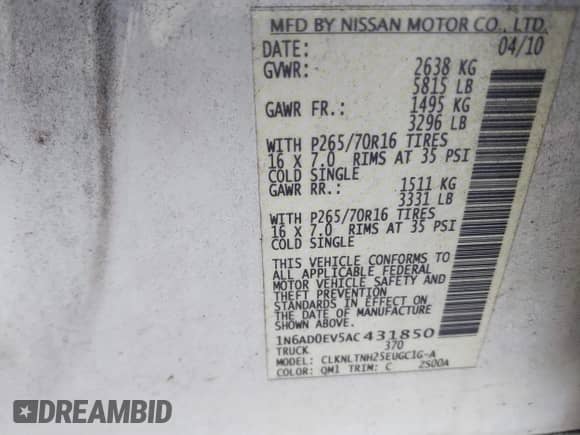 MFD BY NISSAN MOTOR CO., LTD.
DATE: 04/10
GVWR: 2638 KG
5815 LB
GAWR FR.: 1495 KG
3296 LB
WITH P265/70R16 TIRES
16 X 7.0 RIMS AT 35 PSI
COLD SINGLE
GAWR RR.: 1511 KG
3331 LB
WITH P265/70R16 TIRES
16 X 7.0 RIMS AT 35 PSI
COLD SINGLE
THIS VEHICLE CONFORMS TO
ALL APPLICABLE FEDERAL
MOTOR VEHICLE SAFETY AND
THEFT PREVENTION
STANDARDS IN EFFECT ON
THE DATE OF MANUFACTURE
SHOWN ABOVE.
1N6AD0EV5AC431850
TRUCK 370
MODEL: CLKNLTNH25EUGC1G-A
COLOR: QM1 TRIM: C 2S00A
DREAMBID